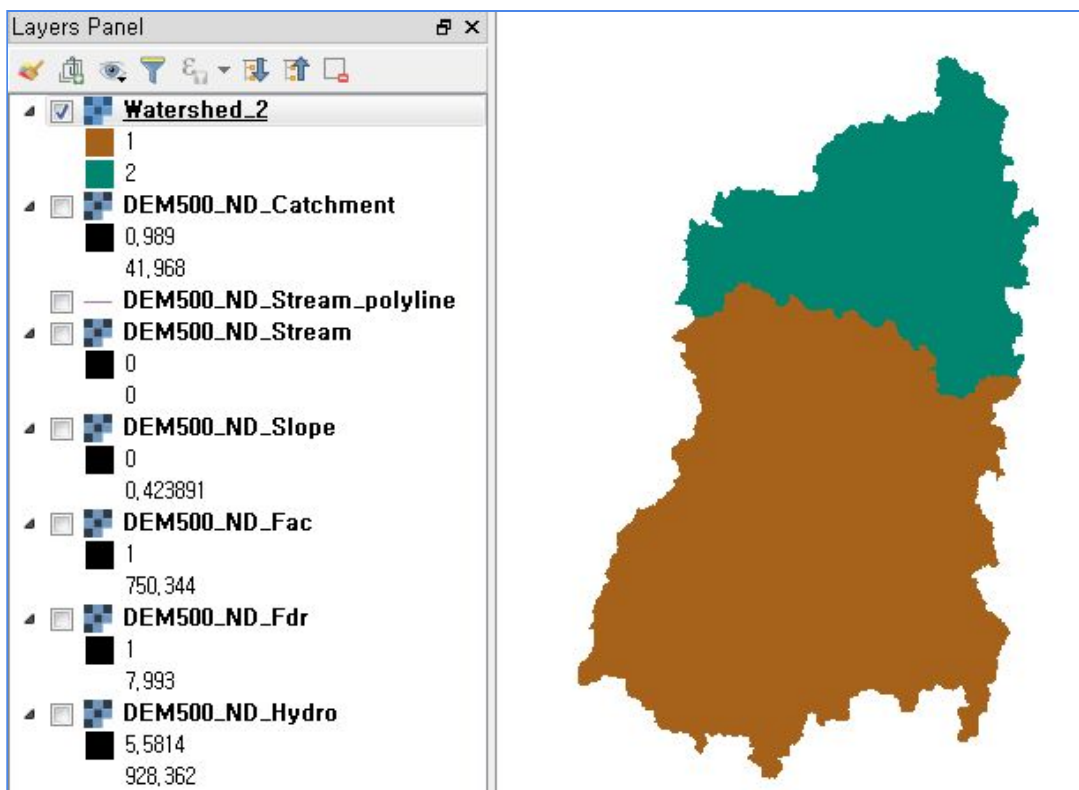 Layers Panel
Watershed_2
1
2
DEM500_ND_Catchment
0,989
41,968
DEM500_ND_Stream_polyline
DEM500_ND_Stream
0
0
DEM500_ND_Slope
0
0,423891
DEM500_ND_Fac
1
750,344
DEM500_ND_Fdr
1
7,993
DEM500_ND_Hydro
5,5814
928,362